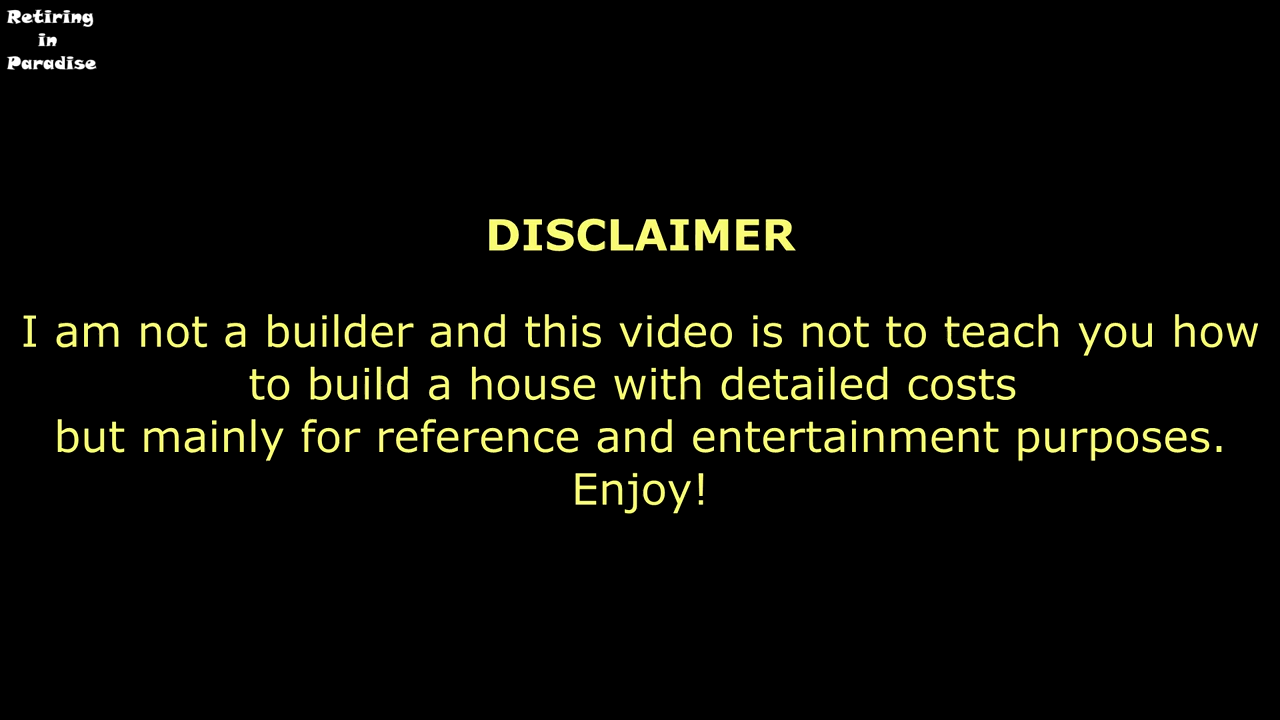 Retiring
in
Paradise
DISCLAIMER
I am not a builder and this video is not to teach you how
to build a house with detailed costs
but mainly for reference and entertainment purposes.
Enjoy!